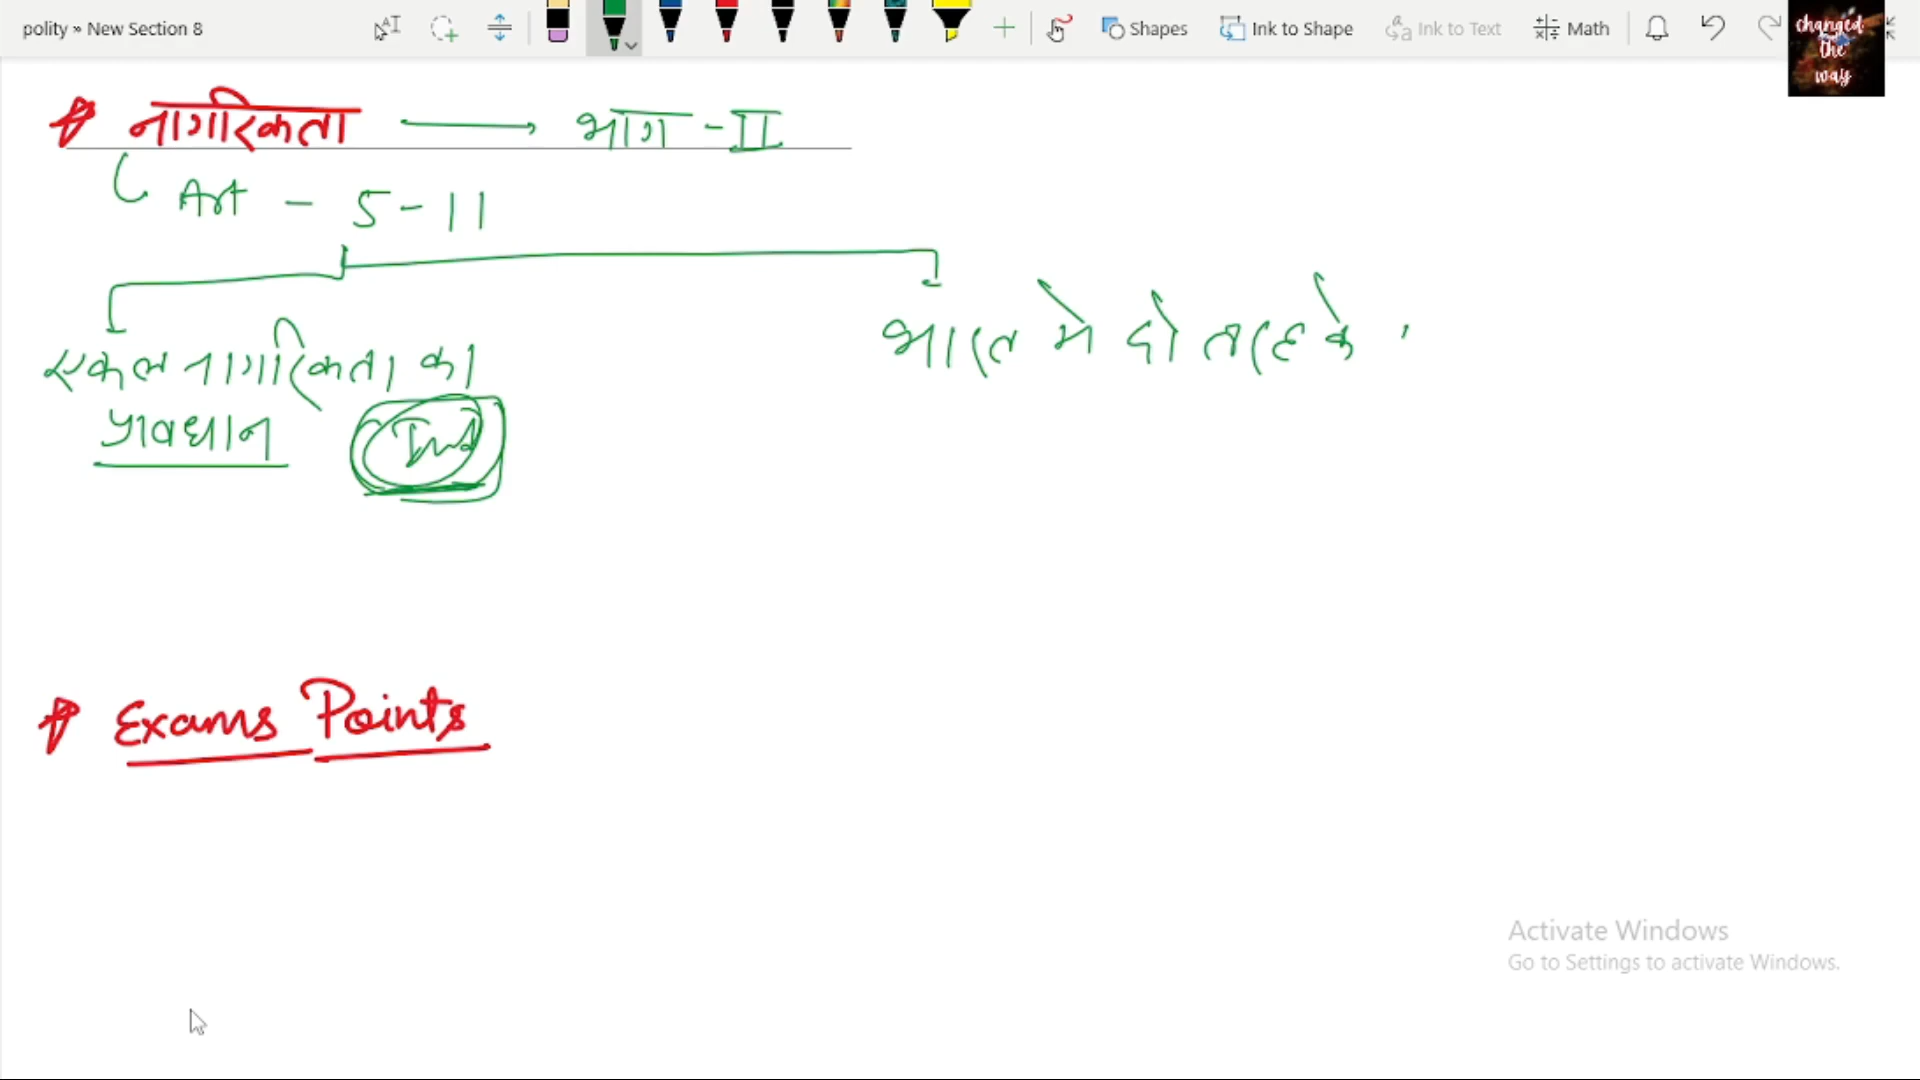 polity » New Section 8
Shapes
Ink to Shape
Ink to Text
Math
changed
the
way
नागरिकता → भाग - II
Art - 5-11
एकल नागरिकता का
प्रावधान
Ind
भारत में दो तरह के
Exams Points
Activate Windows
Go to Settings to activate Windows.